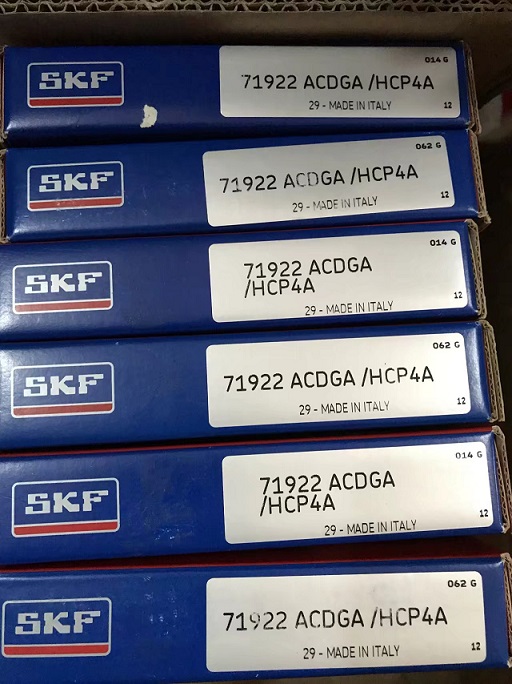 SKF
014 G
71922 ACDGA /HCP4A
29 - MADE IN ITALY
12
SKF
062 G
71922 ACDGA /HCP4A
29 - MADE IN ITALY
12
SKF
014 G
71922 ACDGA
/HCP4A
29 - MADE IN ITALY
12
SKF
062 G
71922 ACDGA /HCP4A
29 - MADE IN ITALY
12
SKF
014 G
71922 ACDGA
/HCP4A
29 - MADE IN ITALY
12
SKF
062 G
71922 ACDGA /HCP4A
29 - MADE IN ITALY
12